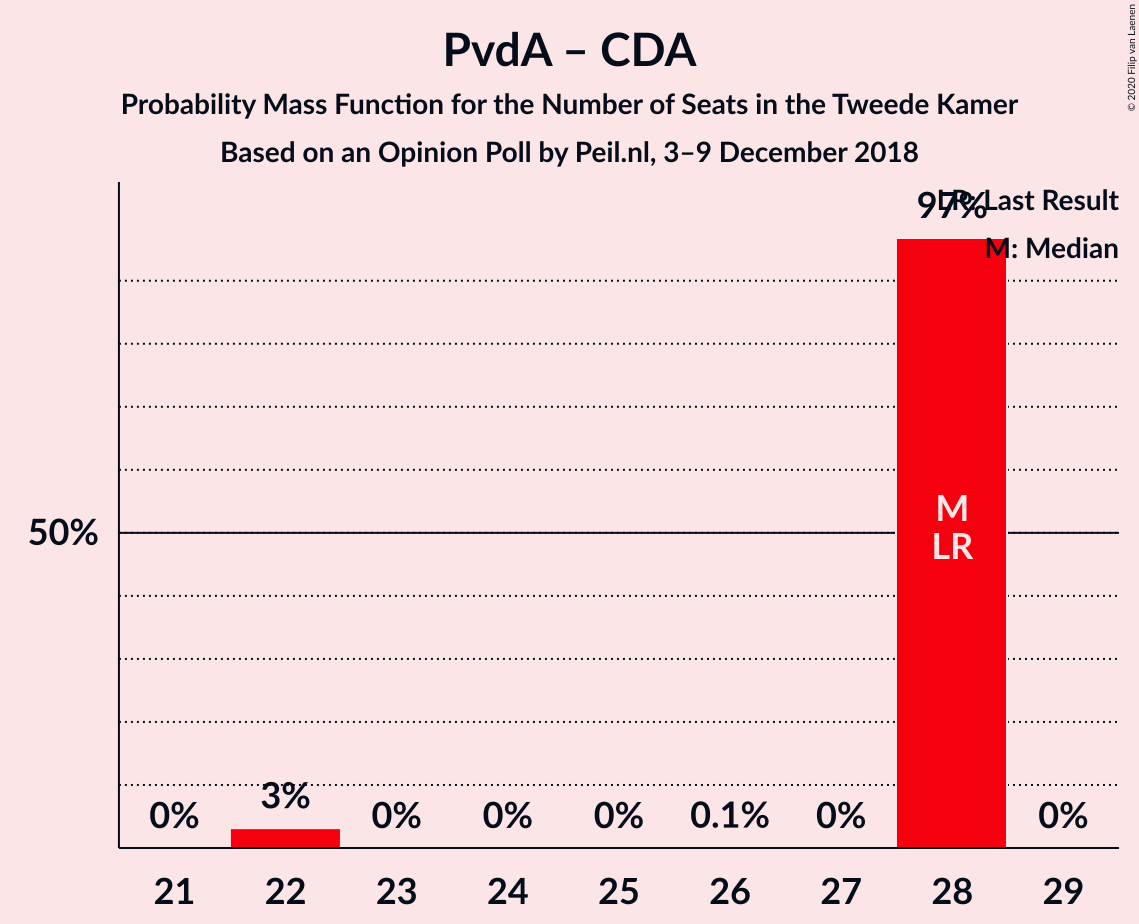 PvdA – CDA
Probability Mass Function for the Number of Seats in the Tweede Kamer
Based on an Opinion Poll by Peil.nl, 3–9 December 2018
© 2020 Filip van Laenen
LR: Last Result
M: Median
97%
M
LR
50%
0%
3%
0%
0%
0%
0.1%
0%
0%
21
22
23
24
25
26
27
28
29